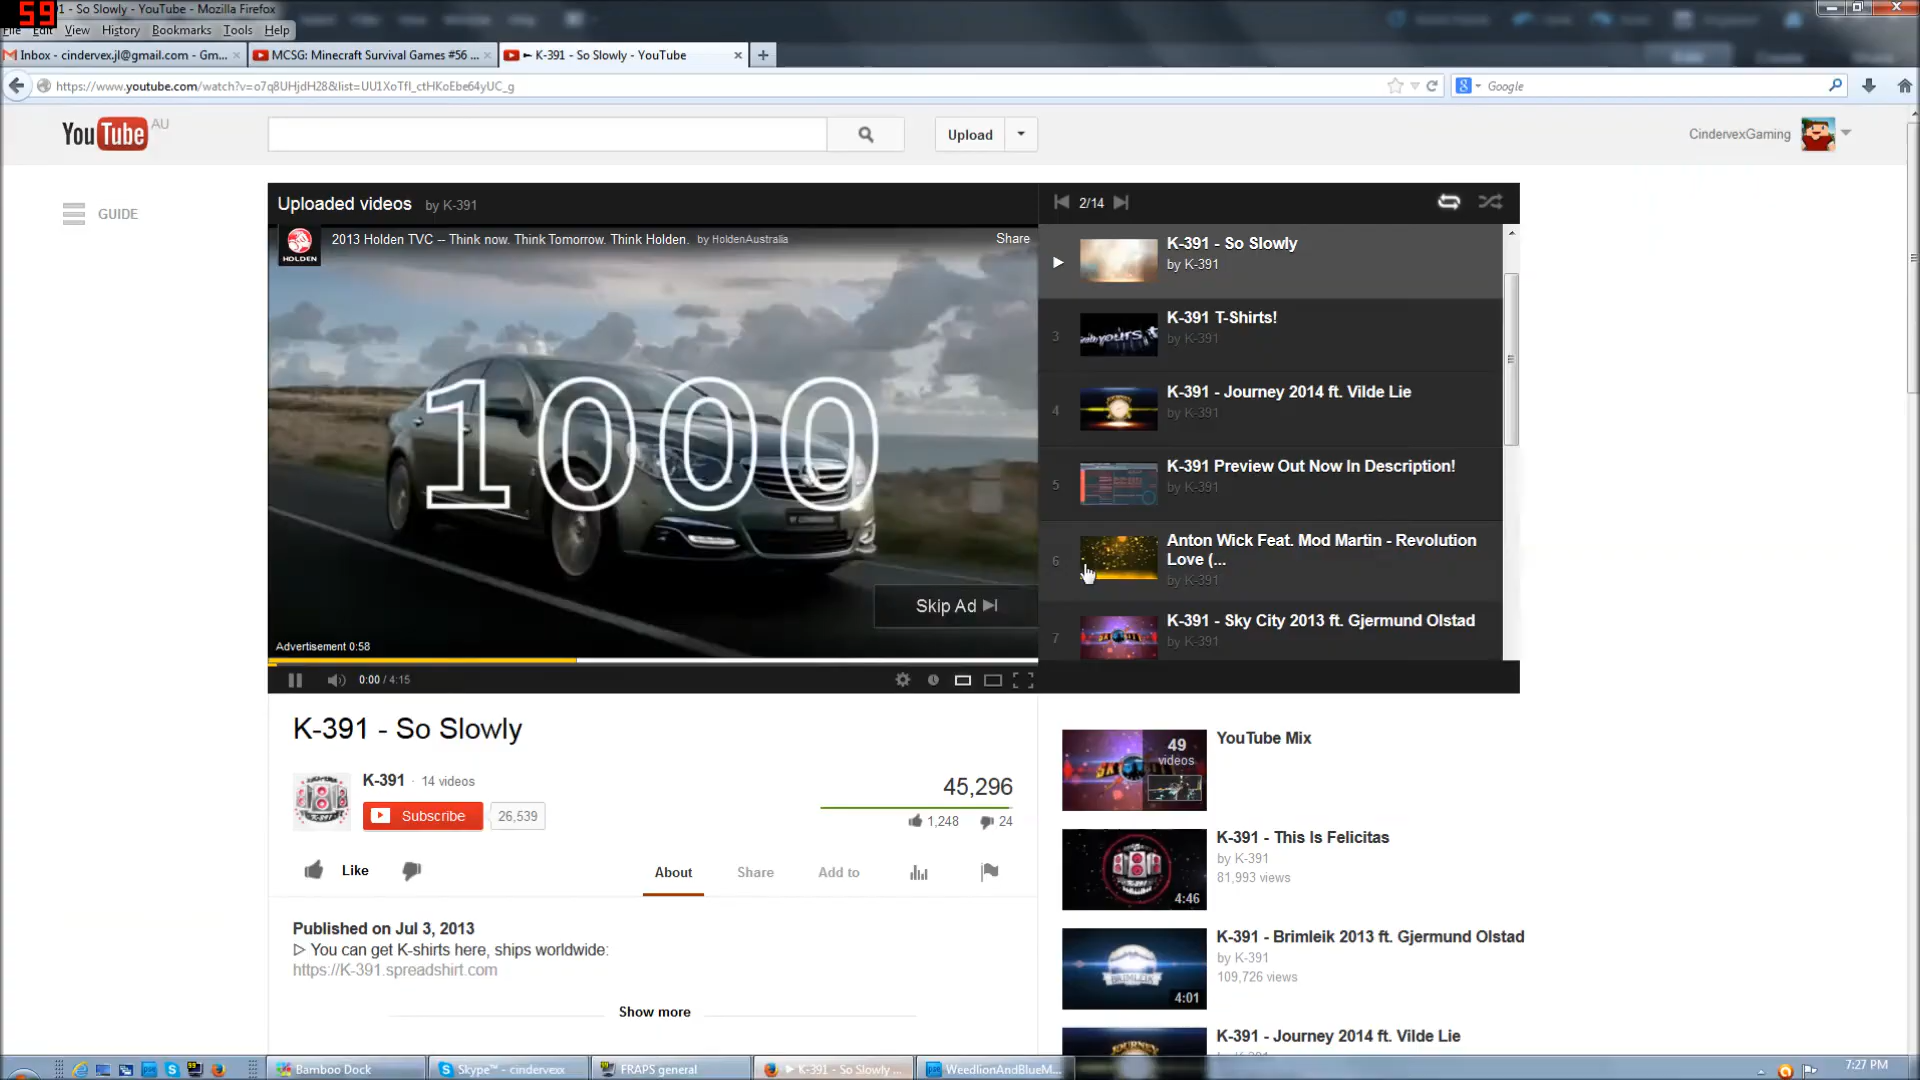 59
1 - So Slowly - YouTube - Mozilla Firefox
File Edit View History Bookmarks Tools Help
Inbox - cindervex.jl@gmail.com - Gm...
MCSG: Minecraft Survival Games #56 ...
K-391 - So Slowly - YouTube
https://www.youtube.com/watch?v=o7q8UHjdH28&list=UU1XoTfI_ctHKoEbe64yUC_g
Google
YouTube AU
Upload
CindervexGaming
GUIDE
Uploaded videos by K-391
2/14
HOLDEN
2013 Holden TVC -- Think now. Think Tomorrow. Think Holden. by HoldenAustralia
Share
1000
Skip Ad
Advertisement 0:58
0:00 / 4:15
K-391 - So Slowly
by K-391
3
K-391 T-Shirts!
by K-391
4
K-391 - Journey 2014 ft. Vilde Lie
by K-391
5
K-391 Preview Out Now In Description!
by K-391
6
Anton Wick Feat. Mod Martin - Revolution
Love (...
by K-391
7
K-391 - Sky City 2013 ft. Gjermund Olstad
by K-391
K-391 - So Slowly
K-391 · 14 videos
Subscribe 26,539
45,296
1,248 24
Like
About Share Add to
Published on Jul 3, 2013
▷ You can get K-shirts here, ships worldwide:
https://K-391.spreadshirt.com
Show more
49
videos
YouTube Mix
K-391 - This Is Felicitas
by K-391
81,993 views
4:46
K-391 - Brimleik 2013 ft. Gjermund Olstad
by K-391
109,726 views
BRIMLEIK
4:01
K-391 - Journey 2014 ft. Vilde Lie
JOURNEY
Bamboo Dock
Skype™ - cindervexx
FRAPS general
K-391 - So Slowly ...
WeedlionAndBlueM...
7:27 PM